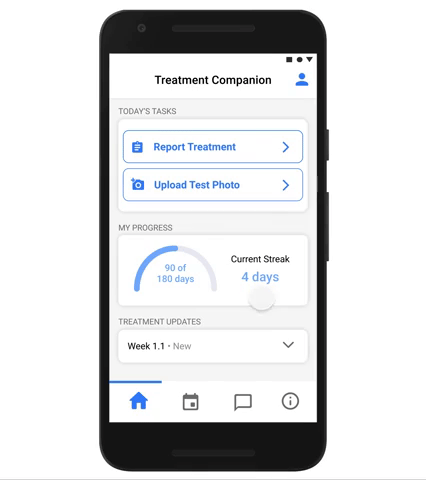 Treatment Companion
TODAY'S TASKS
Report Treatment
Upload Test Photo
MY PROGRESS
90 of
180 days
Current Streak
4 days
TREATMENT UPDATES
Week 1.1 • New